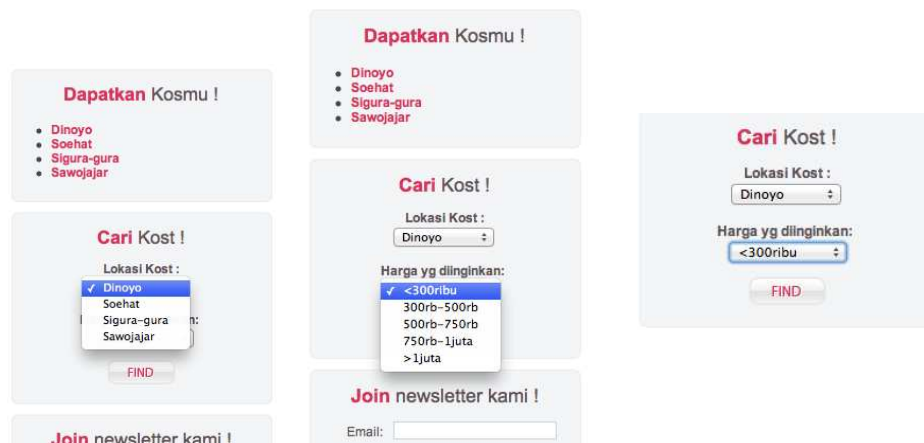 Dapatkan Kosmu !
Dinoyo
Soehat
Sigura-gura
Sawojajar
Cari Kost !
Lokasi Kost :
✓ Dinoyo
Soehat
Sigura-gura
Sawojajar
n:
FIND
Join newsletter kami !
Dapatkan Kosmu !
Dinoyo
Soehat
Sigura-gura
Sawojajar
Cari Kost !
Lokasi Kost :
Dinoyo
Harga yg diinginkan:
✓ <300ribu
300rb-500rb
500rb-750rb
750rb-1juta
>1juta
Join newsletter kami !
Email:
Cari Kost !
Lokasi Kost :
Dinoyo
Harga yg diinginkan:
<300ribu
FIND